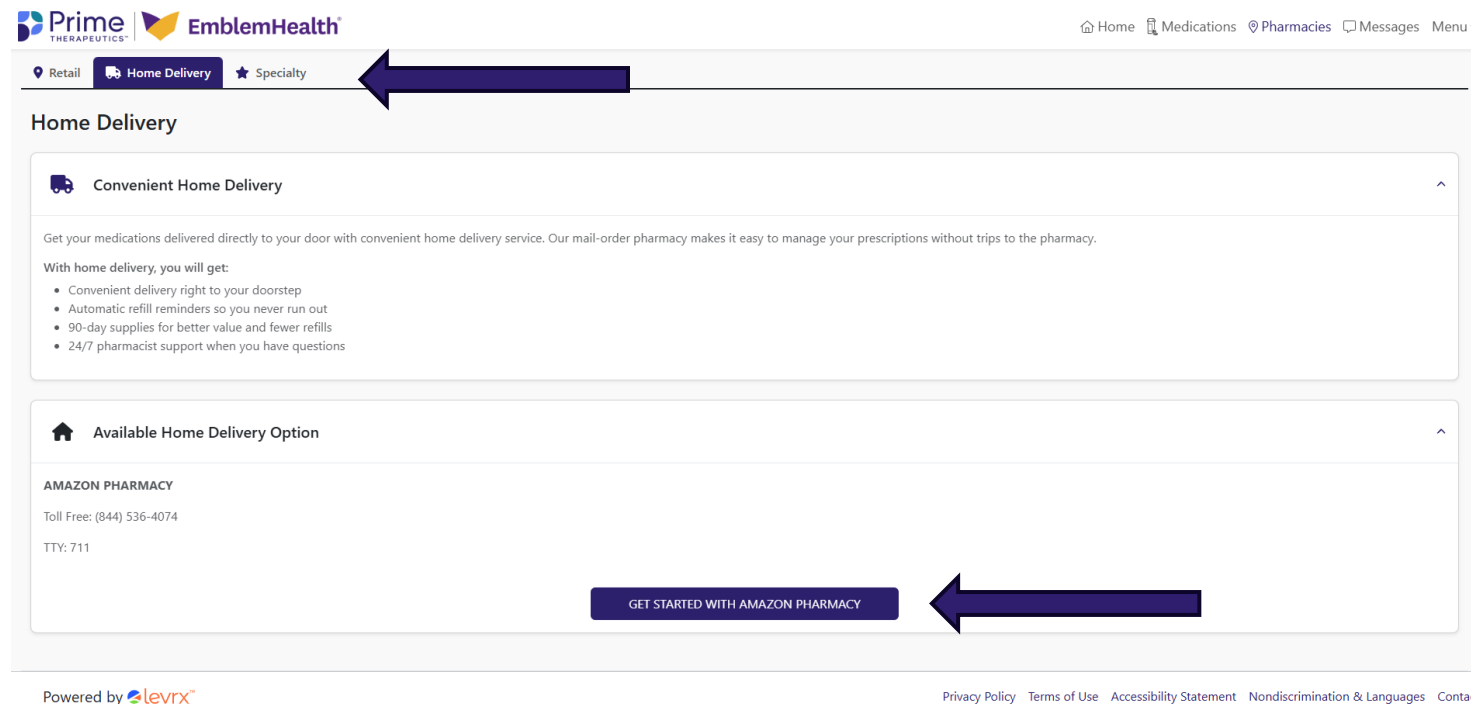 Prime THERAPEUTICS® EmblemHealth®
Home Medications Pharmacies Messages Menu
Retail Home Delivery Specialty
Home Delivery
Convenient Home Delivery
Get your medications delivered directly to your door with convenient home delivery service. Our mail-order pharmacy makes it easy to manage your prescriptions without trips to the pharmacy.
With home delivery, you will get:
• Convenient delivery right to your doorstep
• Automatic refill reminders so you never run out
• 90-day supplies for better value and fewer refills
• 24/7 pharmacist support when you have questions
Available Home Delivery Option
AMAZON PHARMACY
Toll Free: (844) 536-4074
TTY: 711
GET STARTED WITH AMAZON PHARMACY
Powered by levrx™
Privacy Policy Terms of Use Accessibility Statement Nondiscrimination & Languages Conta